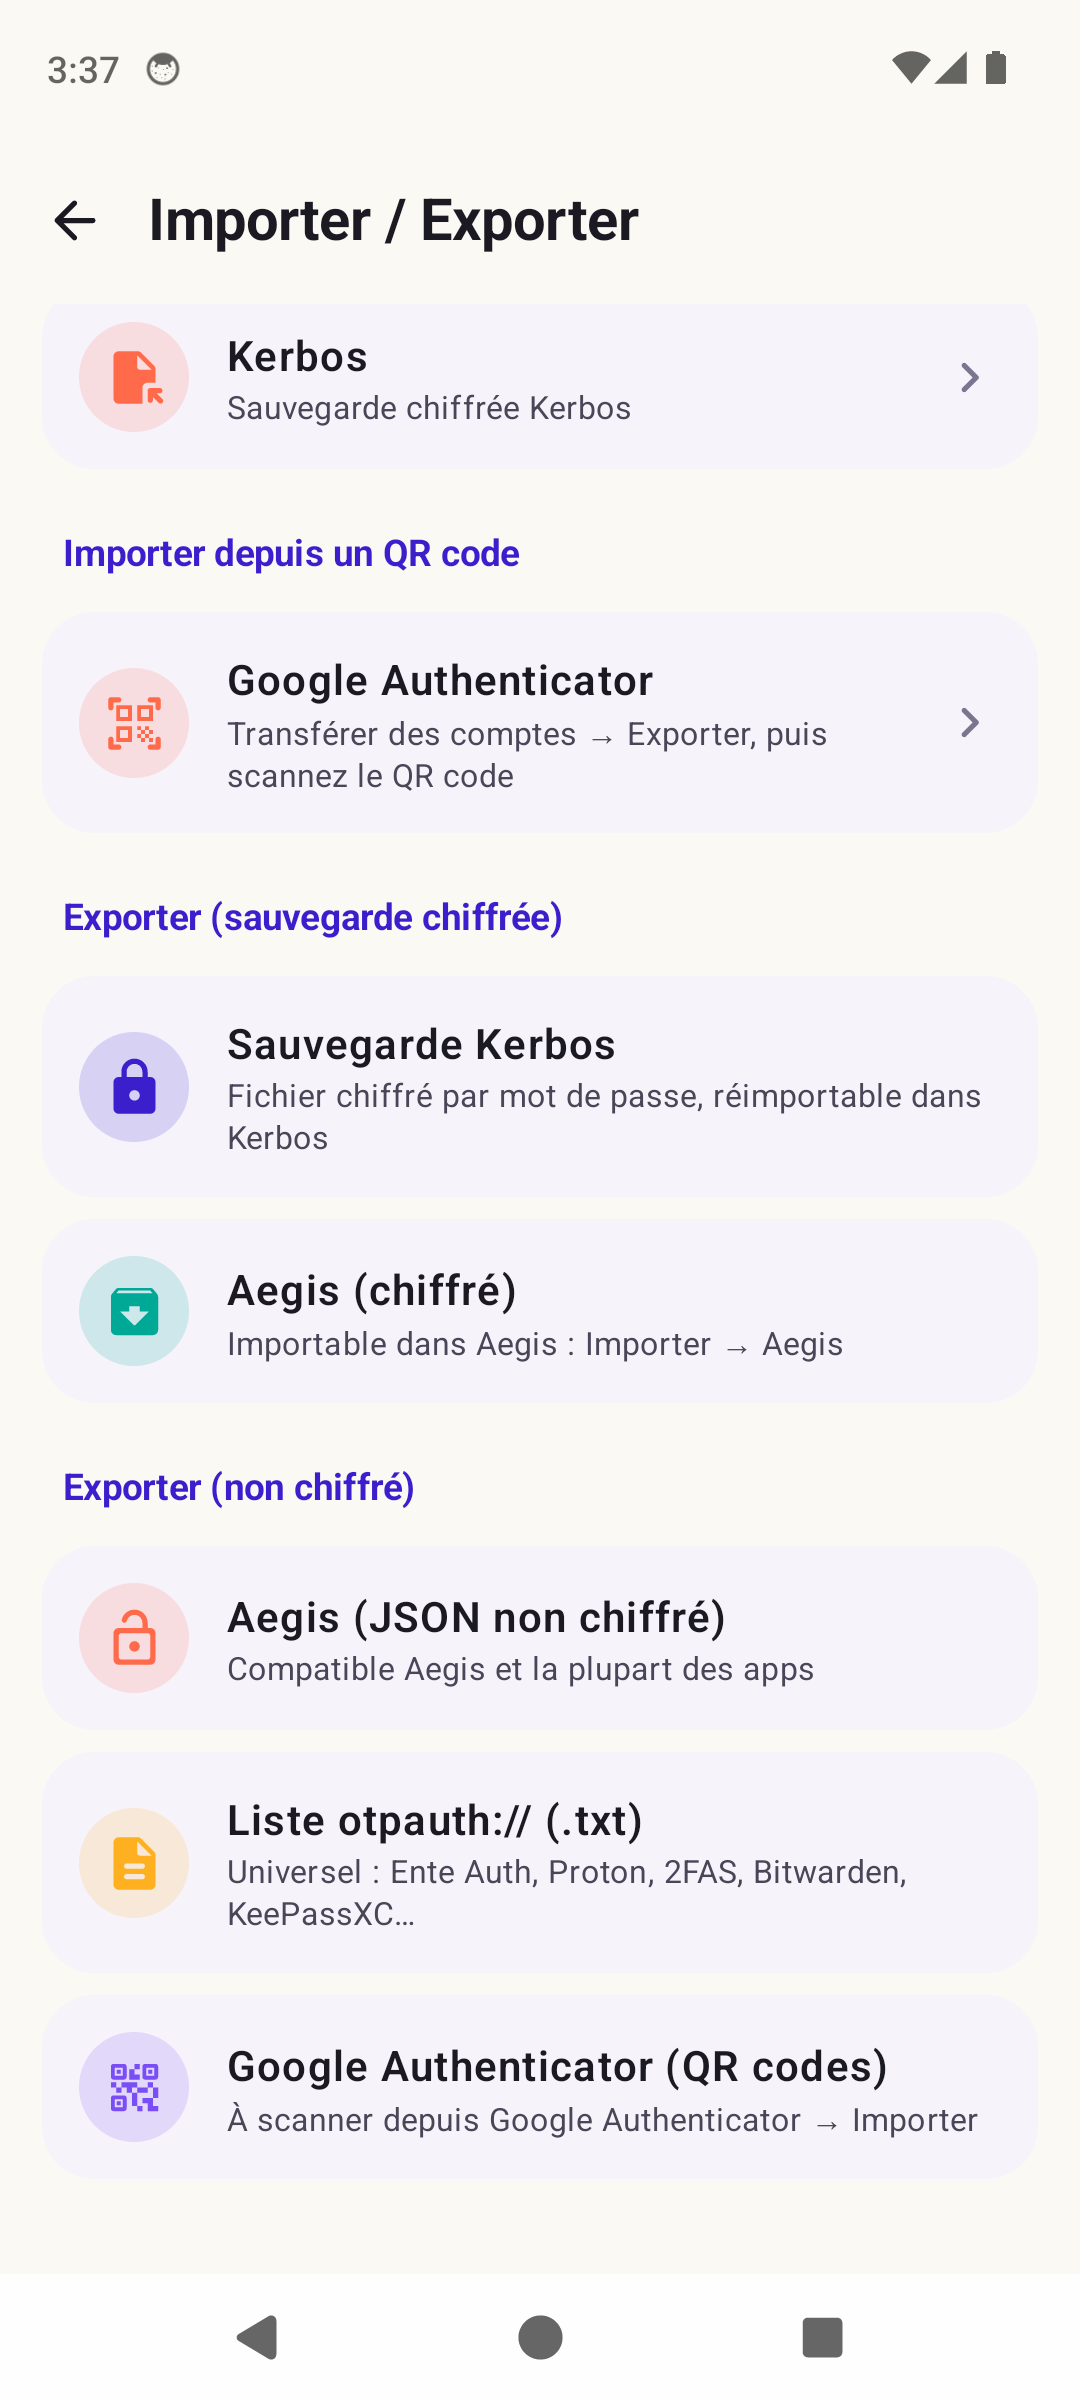 3:37
Importer / Exporter
Kerbos
Sauvegarde chiffrée Kerbos
Importer depuis un QR code
Google Authenticator
Transférer des comptes → Exporter, puis
scannez le QR code
Exporter (sauvegarde chiffrée)
Sauvegarde Kerbos
Fichier chiffré par mot de passe, réimportable dans
Kerbos
Aegis (chiffré)
Importable dans Aegis : Importer → Aegis
Exporter (non chiffré)
Aegis (JSON non chiffré)
Compatible Aegis et la plupart des apps
Liste otpauth:// (.txt)
Universel : Ente Auth, Proton, 2FAS, Bitwarden,
KeePassXC…
Google Authenticator (QR codes)
À scanner depuis Google Authenticator → Importer